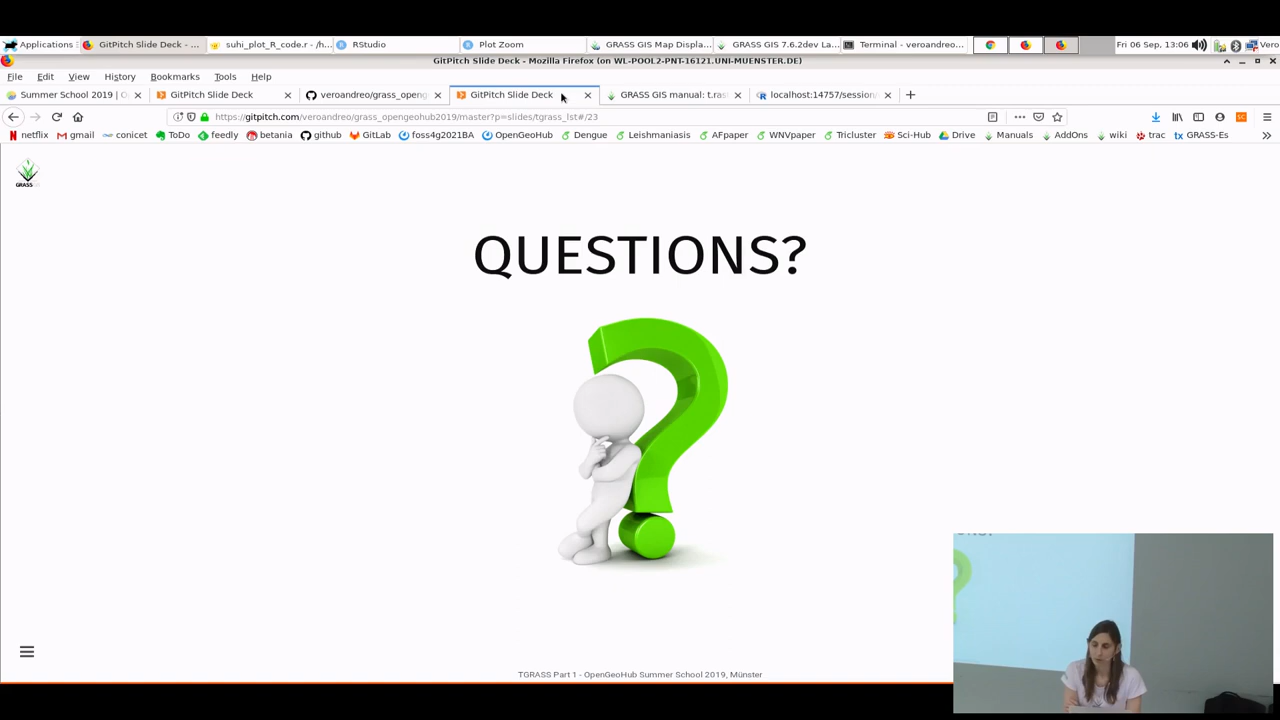 Applications
GitPitch Slide Deck - ...
suhi_plot_R_code.r - /h...
RStudio
Plot Zoom
GRASS GIS Map Displa...
GRASS GIS 7.6.2dev La...
Terminal - veroandreo...
Fri 06 Sep, 13:06
Vero
GitPitch Slide Deck - Mozilla Firefox (on WL-POOL2-PNT-16121.UNI-MUENSTER.DE)
File Edit View History Bookmarks Tools Help
Summer School 2019 | O
GitPitch Slide Deck
veroandreo/grass_openg
GitPitch Slide Deck
GRASS GIS manual: t.ras
localhost:14757/session
https://gitpitch.com/veroandreo/grass_opengeohub2019/master?p=slides/tgrass_lst#/23
netflix gmail conicet ToDo feedly betania github GitLab foss4g2021BA OpenGeoHub Dengue Leishmaniasis AFpaper WNVpaper Tricluster Sci-Hub Drive Manuals AddOns wiki trac GRASS-Es
GRASS GIS
QUESTIONS?
TGRASS Part 1 - OpenGeoHub Summer School 2019, Münster